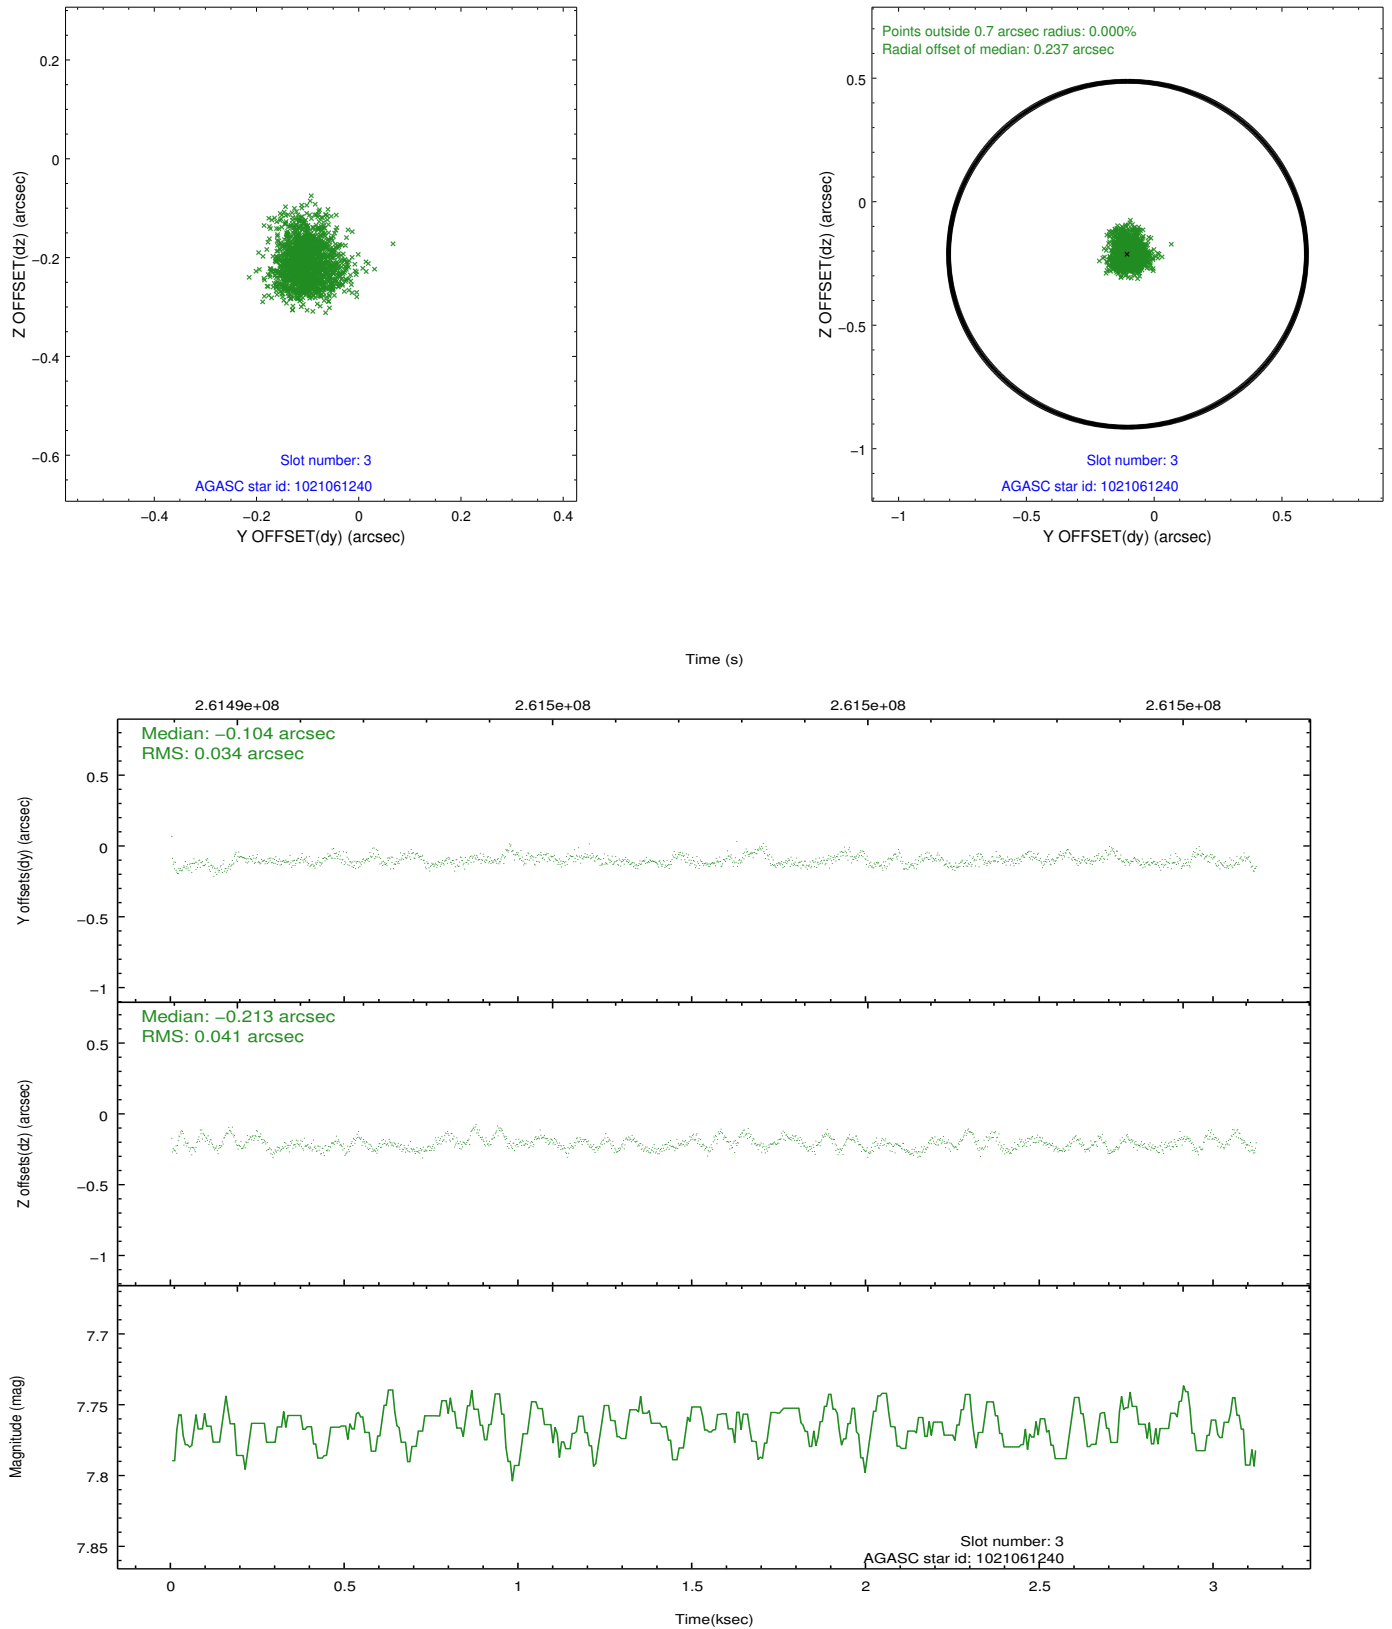 0.2
0
−0.2
−0.4
−0.6
Z OFFSET(dz) (arcsec)
Slot number: 3
AGASC star id: 1021061240
−0.4 −0.2 0 0.2 0.4
Y OFFSET(dy) (arcsec)
Points outside 0.7 arcsec radius: 0.000%
Radial offset of median: 0.237 arcsec
0.5
0
−0.5
−1
Z OFFSET(dz) (arcsec)
Slot number: 3
AGASC star id: 1021061240
−1 −0.5 0 0.5
Y OFFSET(dy) (arcsec)
Time (s)
2.6149e+08 2.615e+08 2.615e+08 2.615e+08
Median: −0.104 arcsec
RMS: 0.034 arcsec
0.5
0
−0.5
−1
Y offsets(dy) (arcsec)
Median: −0.213 arcsec
RMS: 0.041 arcsec
0.5
0
−0.5
−1
Z offsets(dz) (arcsec)
7.7
7.75
7.8
7.85
Magnitude (mag)
Slot number: 3
AGASC star id: 1021061240
0 0.5 1 1.5 2 2.5 3
Time(ksec)